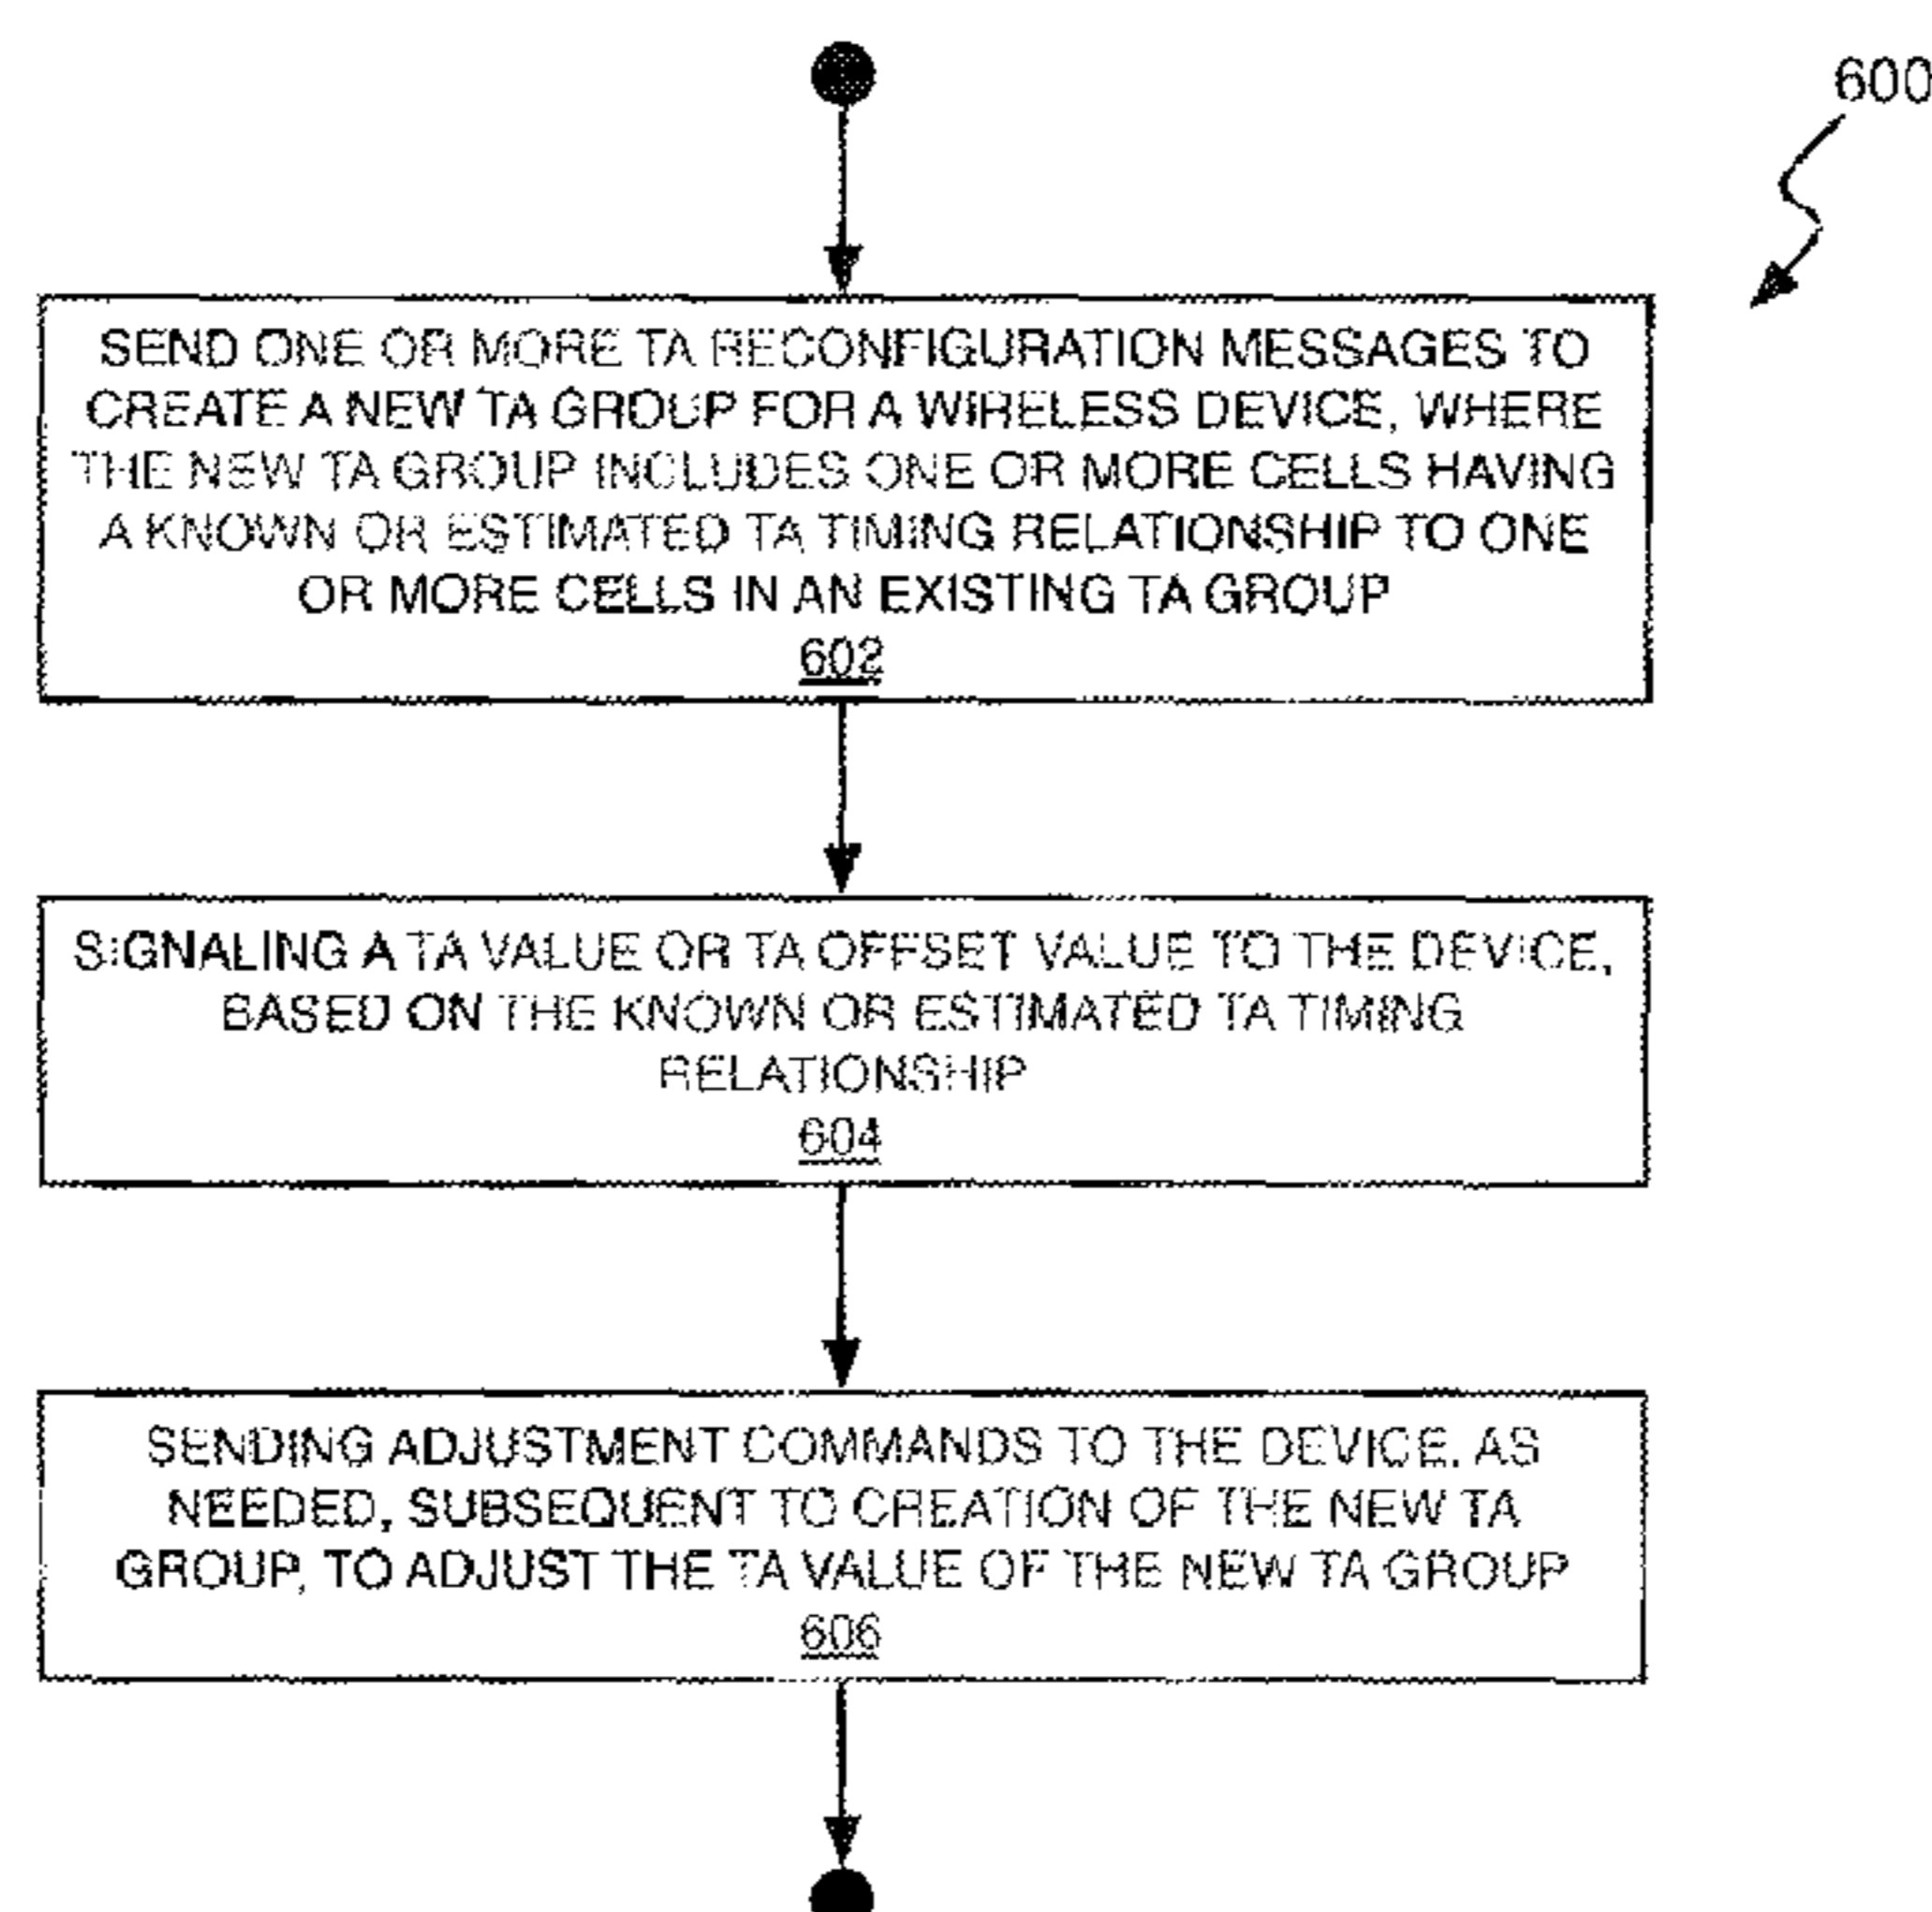 600
SEND ONE OR MORE TA RECONFIGURATION MESSAGES TO
CREATE A NEW TA GROUP FOR A WIRELESS DEVICE, WHERE
THE NEW TA GROUP INCLUDES ONE OR MORE CELLS HAVING
A KNOWN OR ESTIMATED TA TIMING RELATIONSHIP TO ONE
OR MORE CELLS IN AN EXISTING TA GROUP
602
SIGNALING A TA VALUE OR TA OFFSET VALUE TO THE DEVICE,
BASED ON THE KNOWN OR ESTIMATED TA TIMING
RELATIONSHIP
604
SENDING ADJUSTMENT COMMANDS TO THE DEVICE, AS
NEEDED, SUBSEQUENT TO CREATION OF THE NEW TA
GROUP, TO ADJUST THE TA VALUE OF THE NEW TA GROUP
606